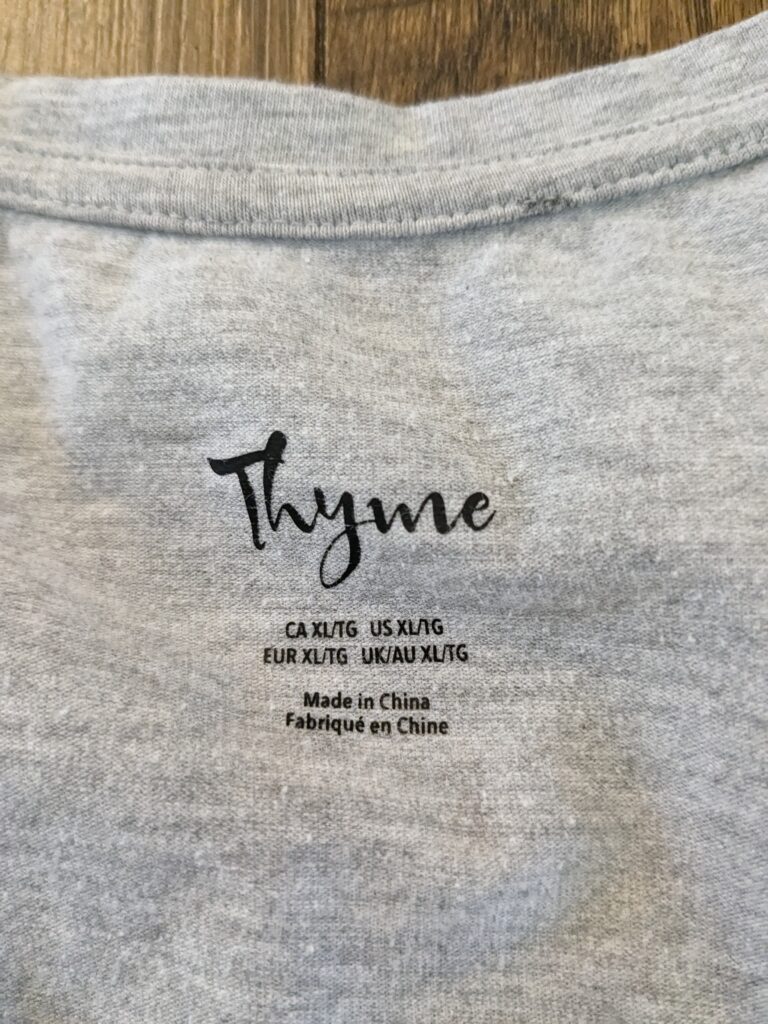 Thyme
CA XL/TG US XL/TG
EUR XL/TG UK/AU XL/TG
Made in China
Fabriqué en Chine